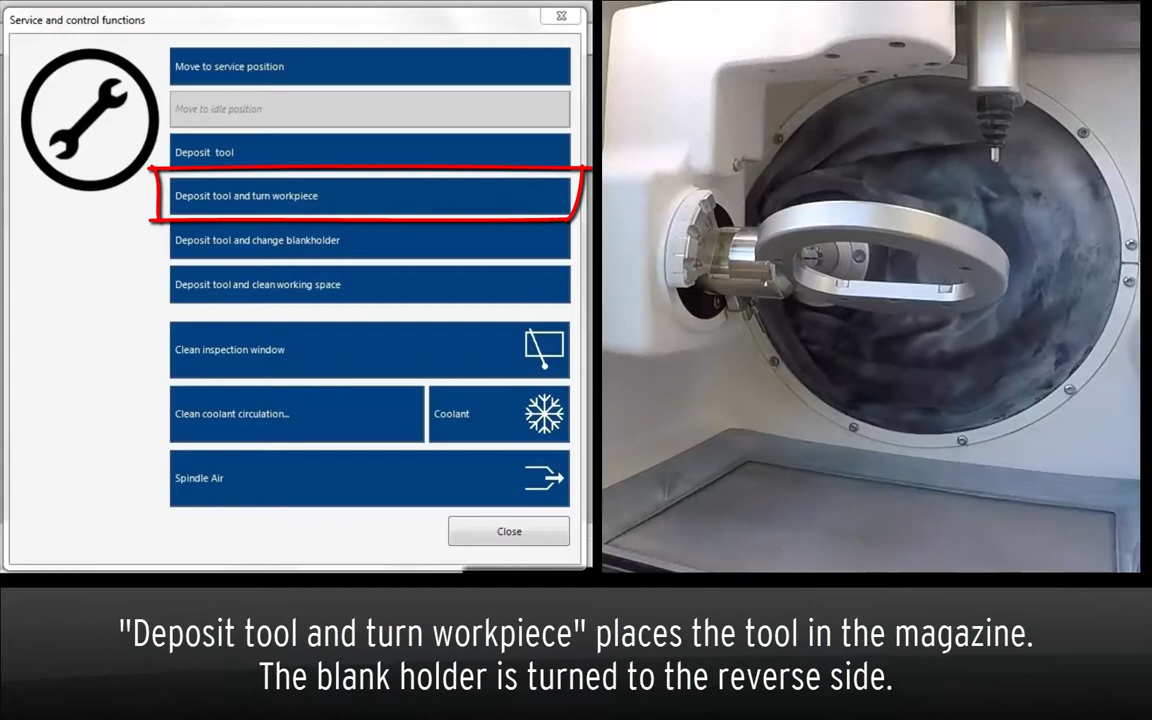 Service and control functions
Move to service position
Move to idle position
Deposit tool
Deposit tool and turn workpiece
Deposit tool and change blankholder
Deposit tool and clean working space
Clean inspection window
Clean coolant circulation...
Coolant
Spindle Air
Close
"Deposit tool and turn workpiece" places the tool in the magazine.
The blank holder is turned to the reverse side.